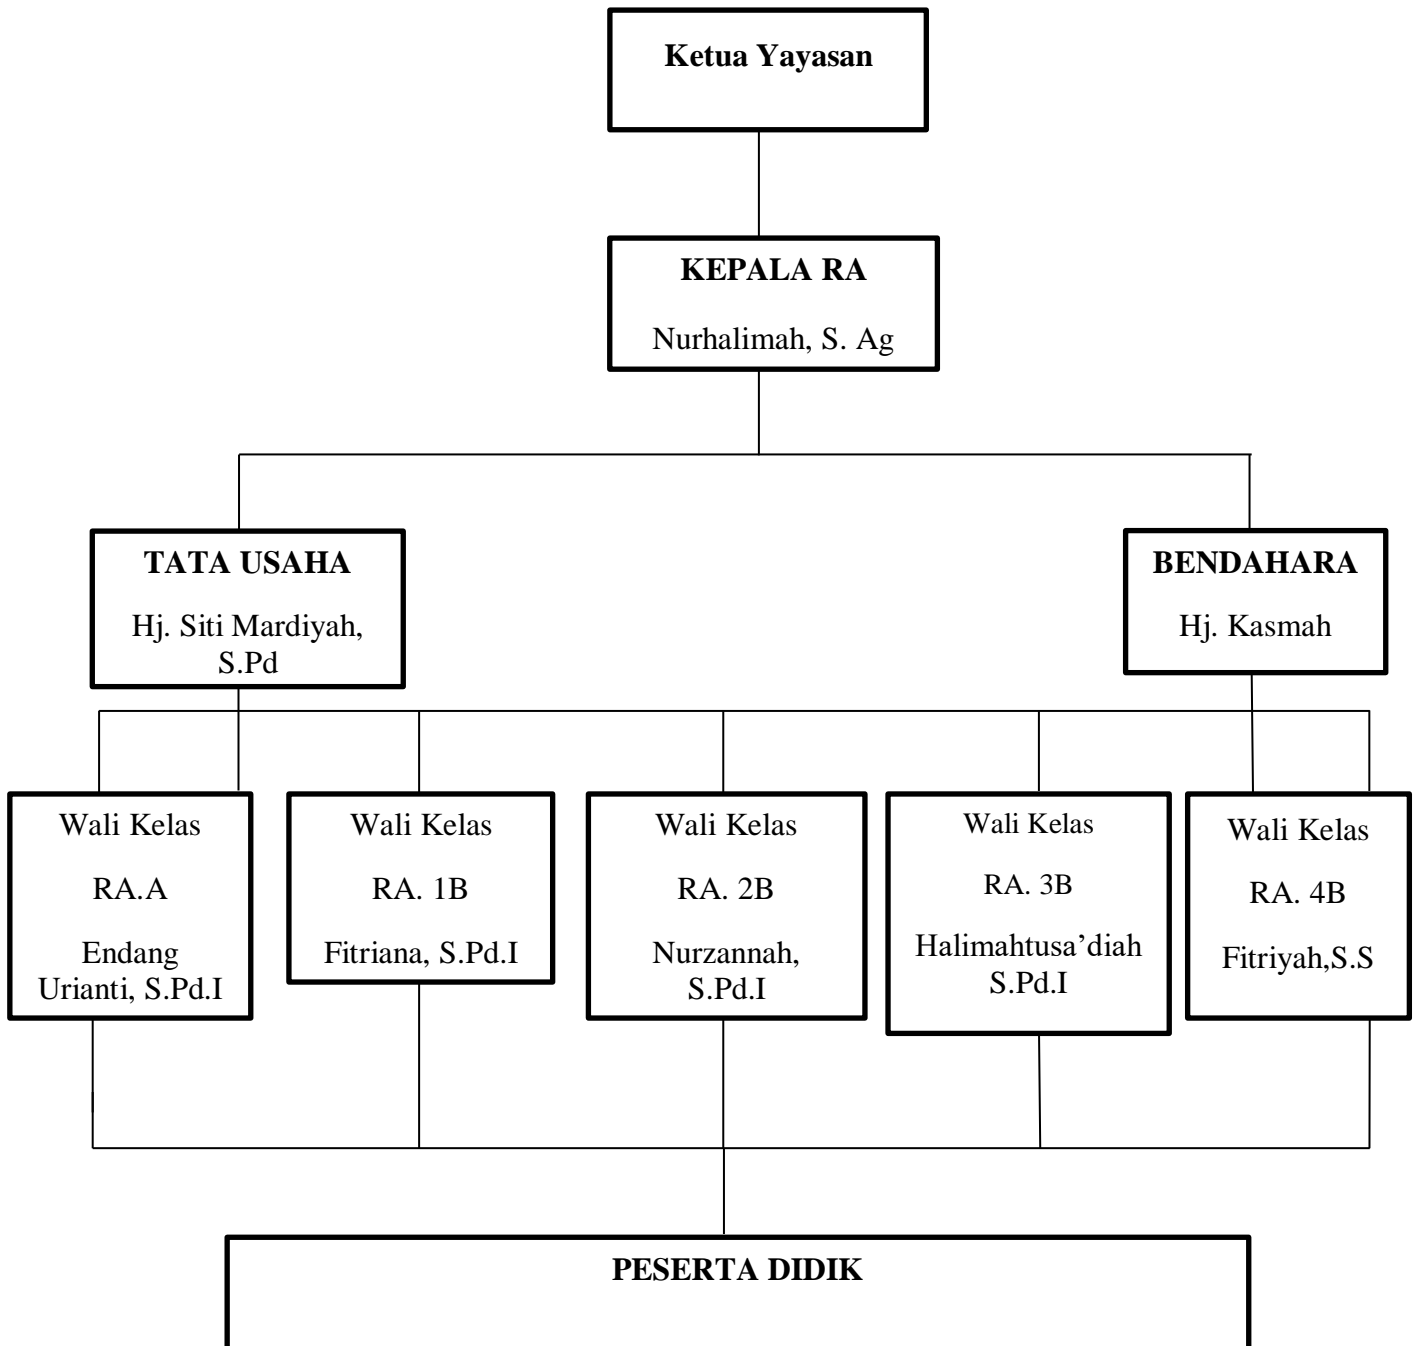 Ketua Yayasan
KEPALA RA
Nurhalimah, S. Ag
TATA USAHA
Hj. Siti Mardiyah,
S.Pd
BENDAHARA
Hj. Kasmah
Wali Kelas
RA.A
Endang
Urianti, S.Pd.I
Wali Kelas
RA. 1B
Fitriana, S.Pd.I
Wali Kelas
RA. 2B
Nurzannah,
S.Pd.I
Wali Kelas
RA. 3B
Halimahtusa’diah
S.Pd.I
Wali Kelas
RA. 4B
Fitriyah,S.S
PESERTA DIDIK